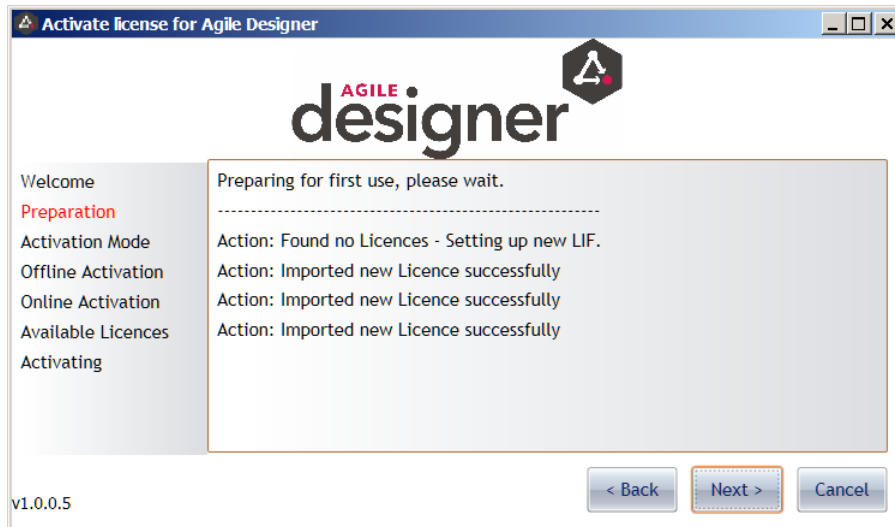 Activate license for Agile Designer
AGILE
designer
Welcome
Preparation
Activation Mode
Offline Activation
Online Activation
Available Licences
Activating
Preparing for first use, please wait.
----------------------------------------------------------
Action: Found no Licences - Setting up new LIF.
Action: Imported new Licence successfully
Action: Imported new Licence successfully
Action: Imported new Licence successfully
v1.0.0.5
< Back
Next >
Cancel